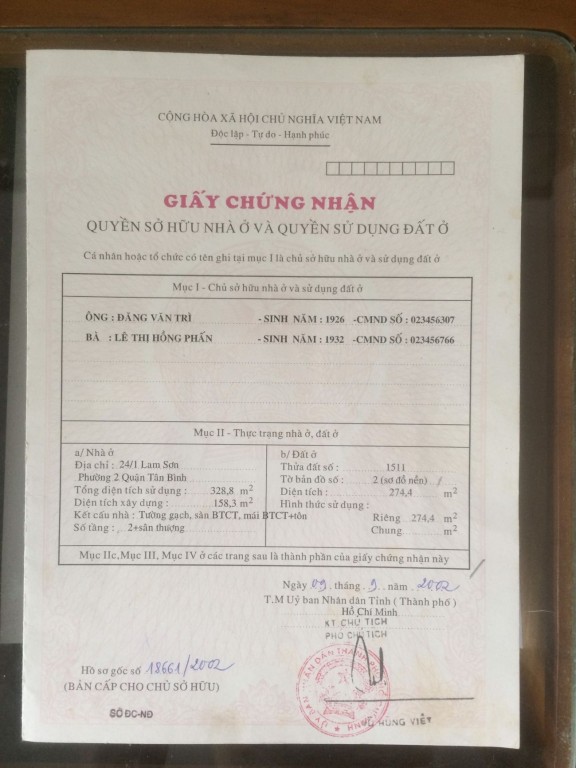 CỘNG HÒA XÃ HỘI CHỦ NGHĨA VIỆT NAM
Độc lập - Tự do - Hạnh phúc
GIẤY CHỨNG NHẬN
QUYỀN SỞ HỮU NHÀ Ở VÀ QUYỀN SỬ DỤNG ĐẤT Ở
Cá nhân hoặc tổ chức có tên ghi tại mục I là chủ sở hữu nhà ở và sử dụng đất ở
Mục I - Chủ sở hữu nhà ở và sử dụng đất ở
ÔNG : ĐẶNG VĂN TRÌ - SINH NĂM : 1926 -CMND SỐ : 023456307
BÀ : LÊ THỊ HỒNG PHẤN - SINH NĂM : 1932 -CMND SỐ : 023456766
Mục II - Thực trạng nhà ở, đất ở
a/ Nhà ở
Địa chỉ : 24/1 Lam Sơn
Phường 2 Quận Tân Bình
Tổng diện tích sử dụng : 328,8 m2
Diện tích xây dựng : 158,3 m2
Kết cấu nhà : Tường gạch, sàn BTCT, mái BTCT+tôn
Số tầng : 2+sân thượng
b/ Đất ở
Thửa đất số : 1511
Tờ bản đồ số : 2 (sơ đồ nền)
Diện tích : 274,4 m2
Hình thức sử dụng :
Riêng 274,4 m2
Chung m2
Mục IIc, Mục III, Mục IV ở các trang sau là thành phần của giấy chứng nhận này
Ngày 09 tháng 9 năm 2002
T.M Uỷ ban Nhân dân Tỉnh ( Thành phố )
Hồ Chí Minh
KT CHỦ TỊCH
PHÓ CHỦ TỊCH
Hồ sơ gốc số 18661/2002
(BẢN CẤP CHO CHỦ SỞ HỮU)
SỞ ĐC-NĐ
HÙNG VIỆT